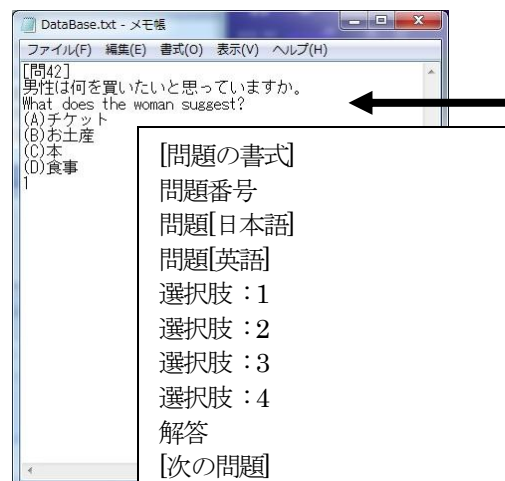 DataBase.txt - メモ帳
ファイル(F) 編集(E) 書式(O) 表示(V) ヘルプ(H)
[問42]
男性は何を買いたいと思っていますか。
What does the woman suggest?
(A)チケット
(B)お土産
(C)本
(D)食事
1
[問題の書式]
問題番号
問題[日本語]
問題[英語]
選択肢：1
選択肢：2
選択肢：3
選択肢：4
解答
[次の問題]